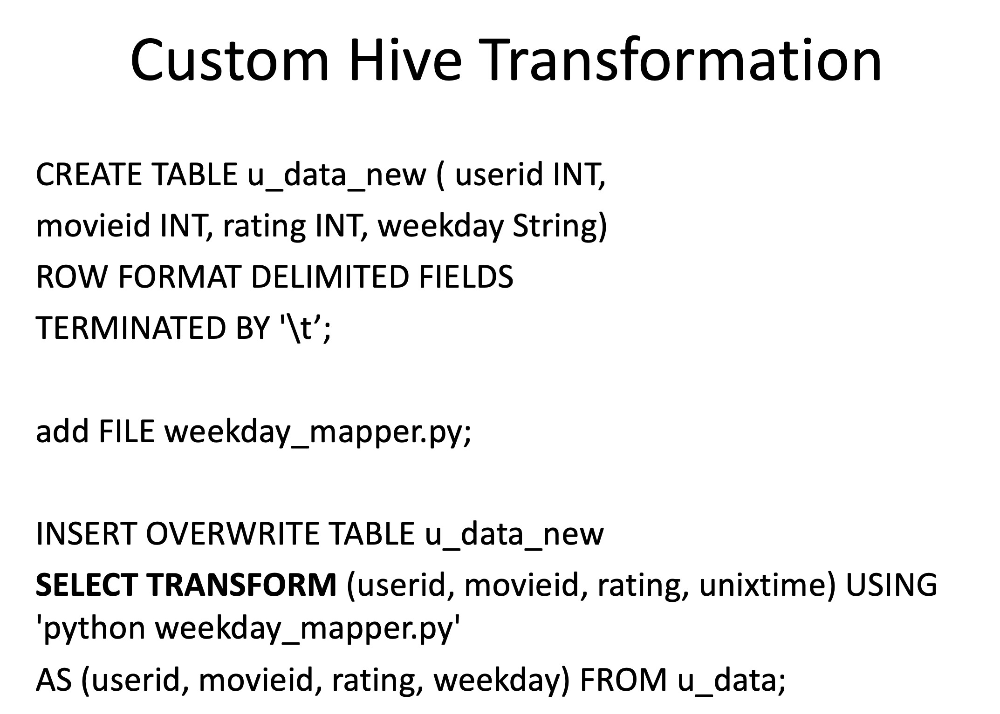 Custom Hive Transformation
CREATE TABLE u_data_new ( userid INT,
movieid INT, rating INT, weekday String)
ROW FORMAT DELIMITED FIELDS
TERMINATED BY '\t’;
add FILE weekday_mapper.py;
INSERT OVERWRITE TABLE u_data_new
SELECT TRANSFORM (userid, movieid, rating, unixtime) USING
'python weekday_mapper.py'
AS (userid, movieid, rating, weekday) FROM u_data;